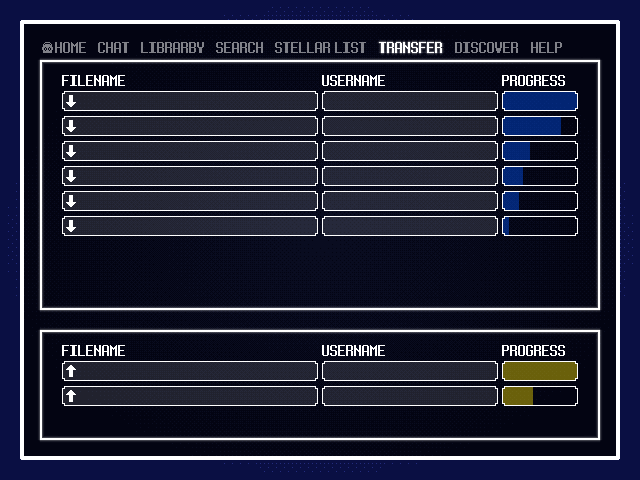 HOME CHAT LIBRARBY SEARCH STELLAR LIST TRANSFER DISCOVER HELP
FILENAME USERNAME PROGRESS
FILENAME USERNAME PROGRESS